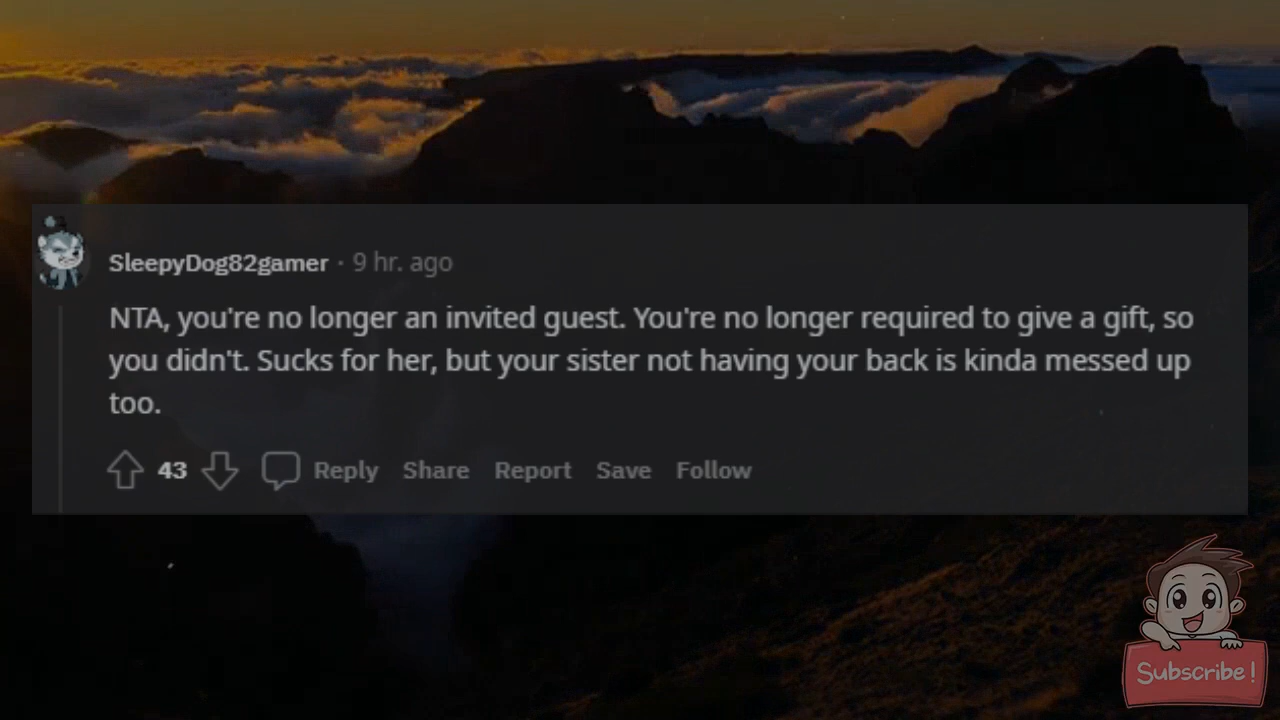 SleepyDog82gamer · 9 hr. ago
NTA, you're no longer an invited guest. You're no longer required to give a gift, so
you didn't. Sucks for her, but your sister not having your back is kinda messed up
too.
43 Reply Share Report Save Follow
Subscribe!